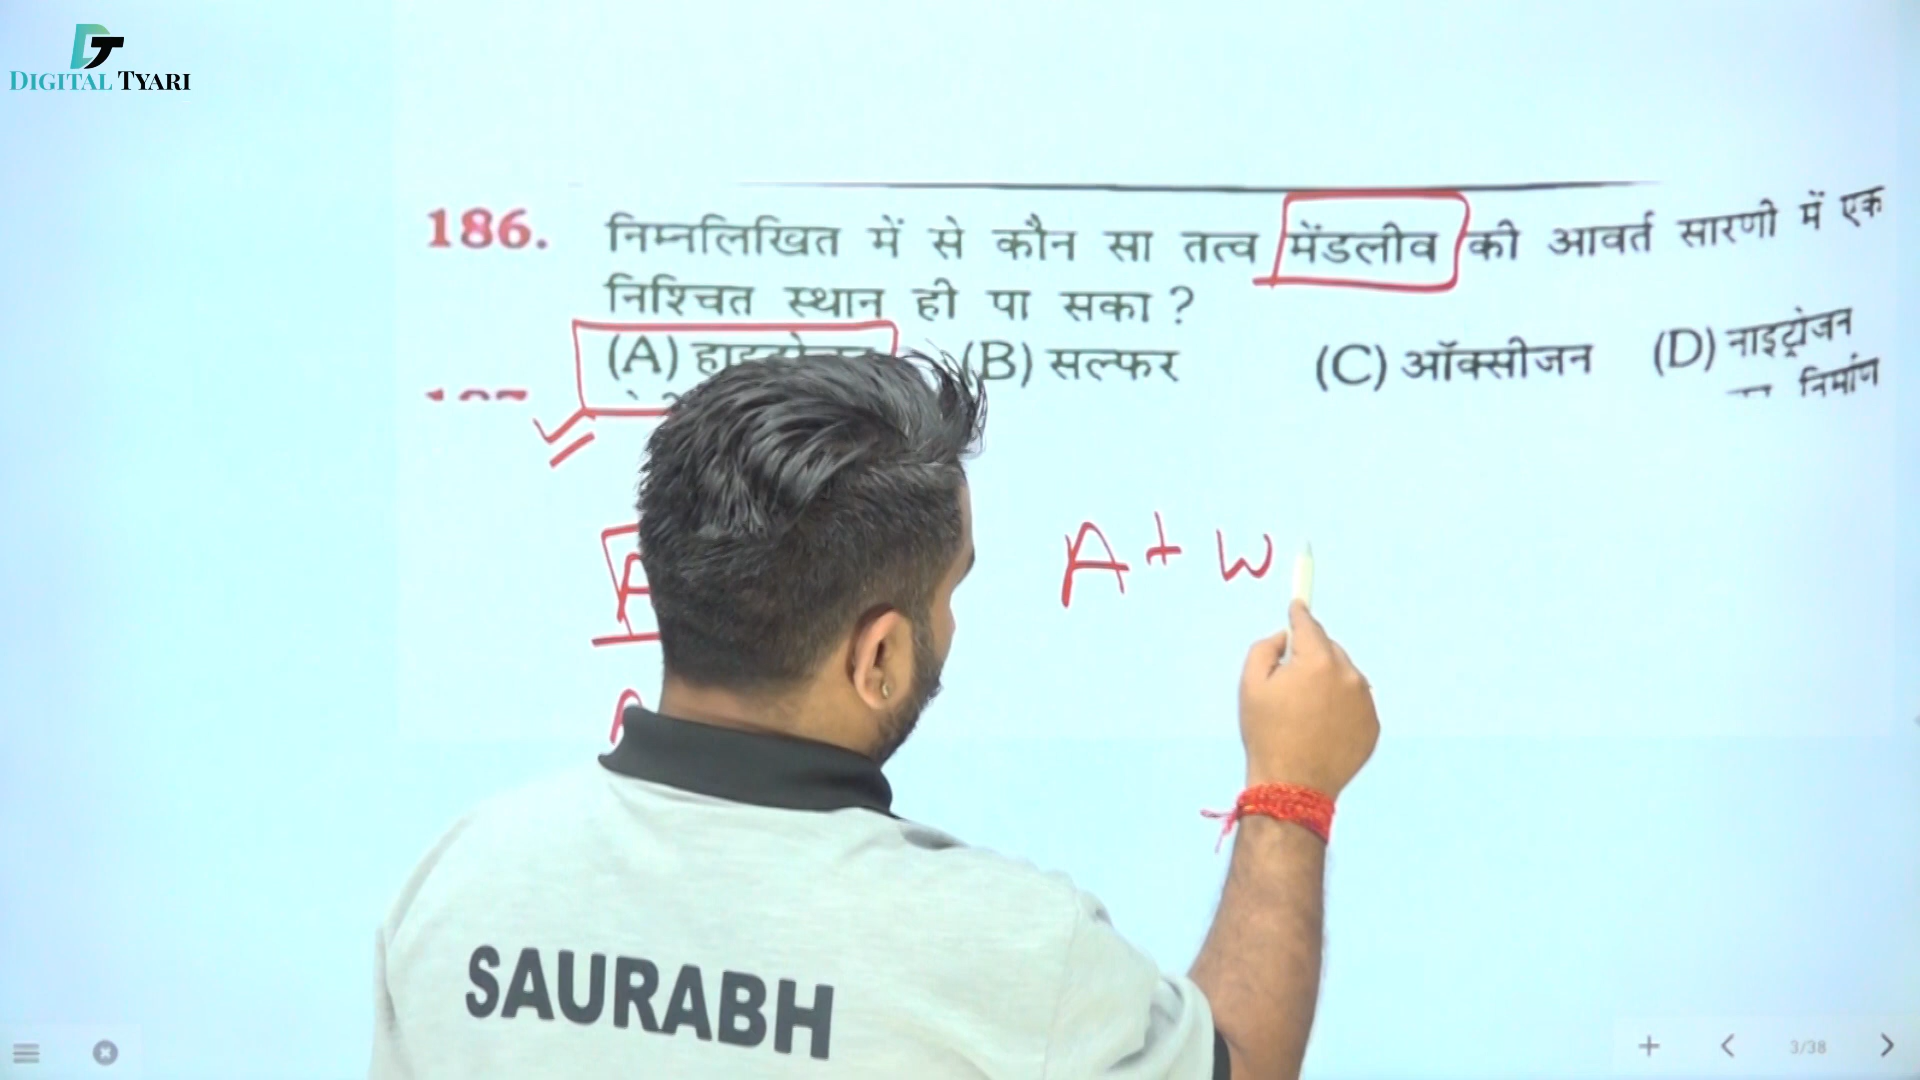 DIGITAL TYARI
186. निम्नलिखित में से कौन सा तत्व मेंडलीव की आवर्त सारणी में एक
निश्चित स्थान ही पा सका ?
(A) (B) सल्फर (C) ऑक्सीजन (D) नाइट्रोजन
निर्माण
A + W
SAURABH
3/38